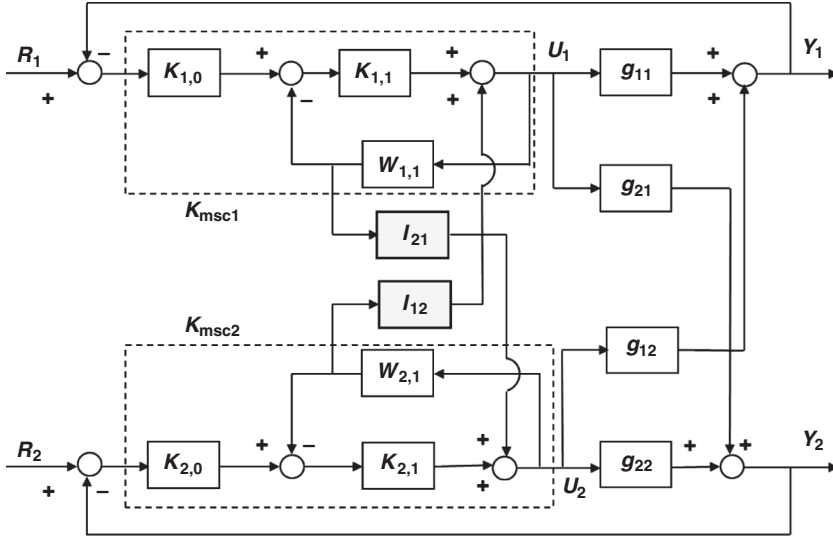 R₁
+
−
K₁,₀
+
−
K₁,₁
+
+
U₁
g₁₁
+
+
Y₁
W₁,₁
g₂₁
Kmsc1
I₂₁
I₁₂
Kmsc2
g₁₂
W₂,₁
R₂
+
−
K₂,₀
+
−
K₂,₁
+
+
U₂
g₂₂
+
+
Y₂